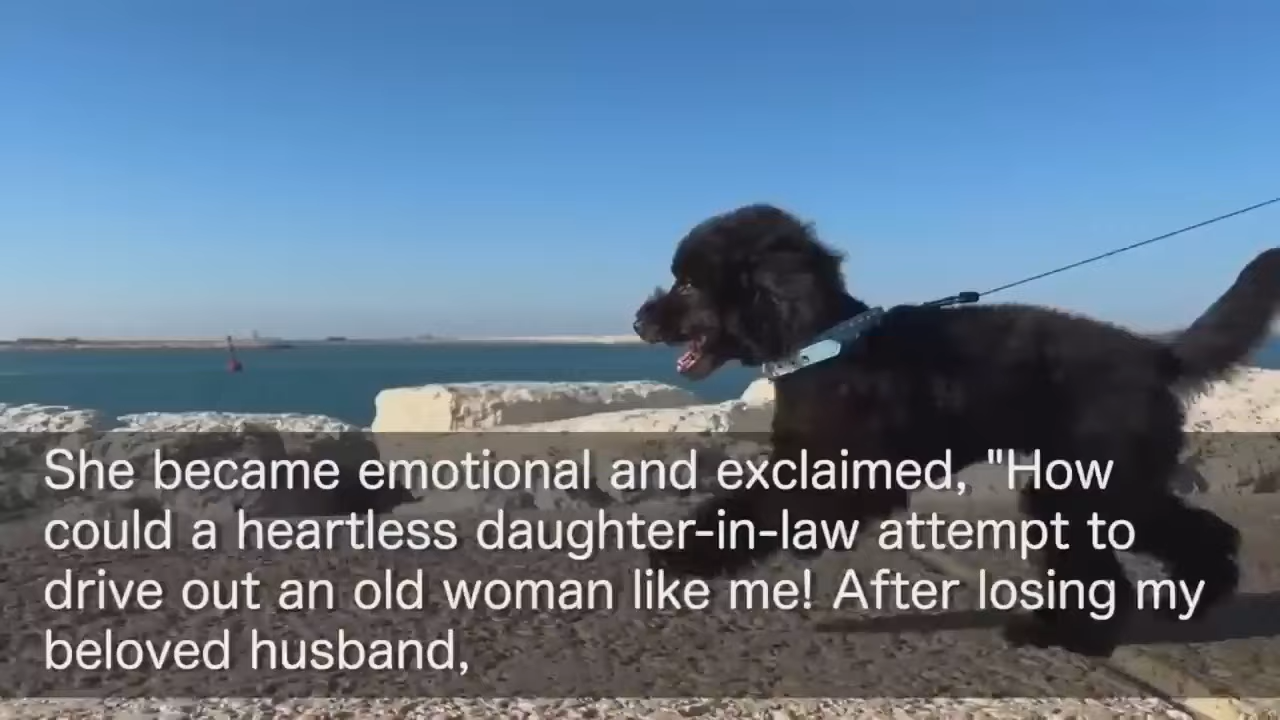 She became emotional and exclaimed, "How
could a heartless daughter-in-law attempt to
drive out an old woman like me! After losing my
beloved husband,